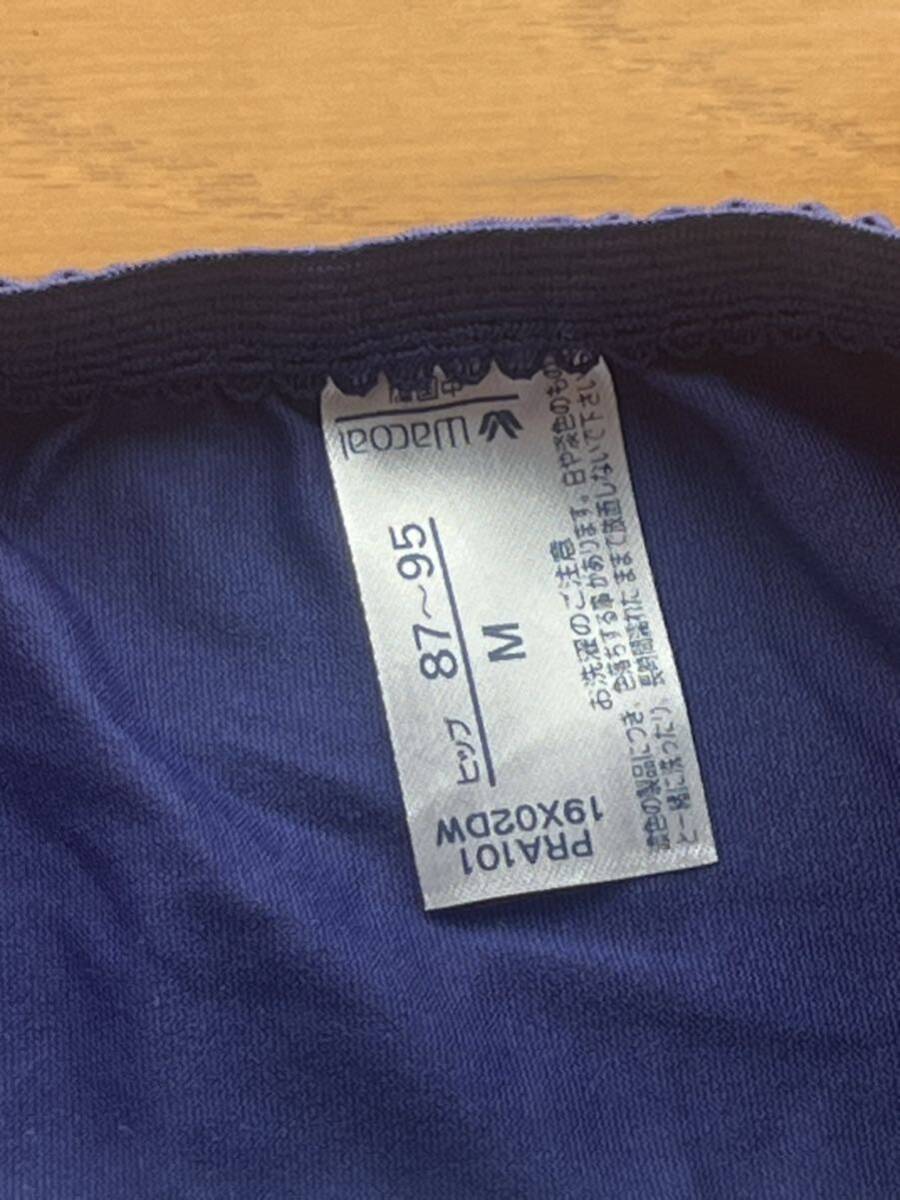 Wacoal
ヒップ 87～95
M
PRA101
19X02DW
お洗濯のご注意
濃色の製品につき、色落ちする事があります。白や淡色のもの
と一緒に洗ったり、長時間濡れたままで放置しないで下さい